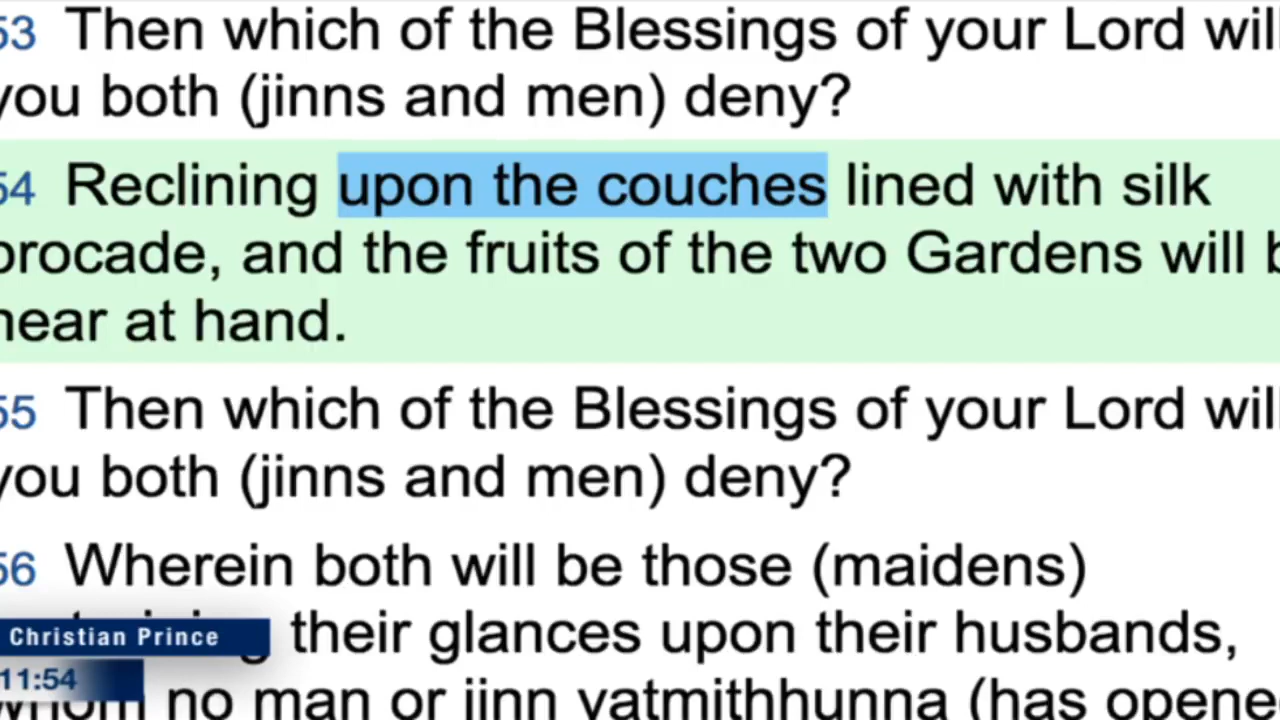 53 Then which of the Blessings of your Lord will
you both (jinns and men) deny?
54 Reclining upon the couches lined with silk
brocade, and the fruits of the two Gardens will b
near at hand.
55 Then which of the Blessings of your Lord will
you both (jinns and men) deny?
56 Wherein both will be those (maidens)
their glances upon their husbands,
whom no man or jinn yatmithhunna (has opene
Christian Prince
11:54